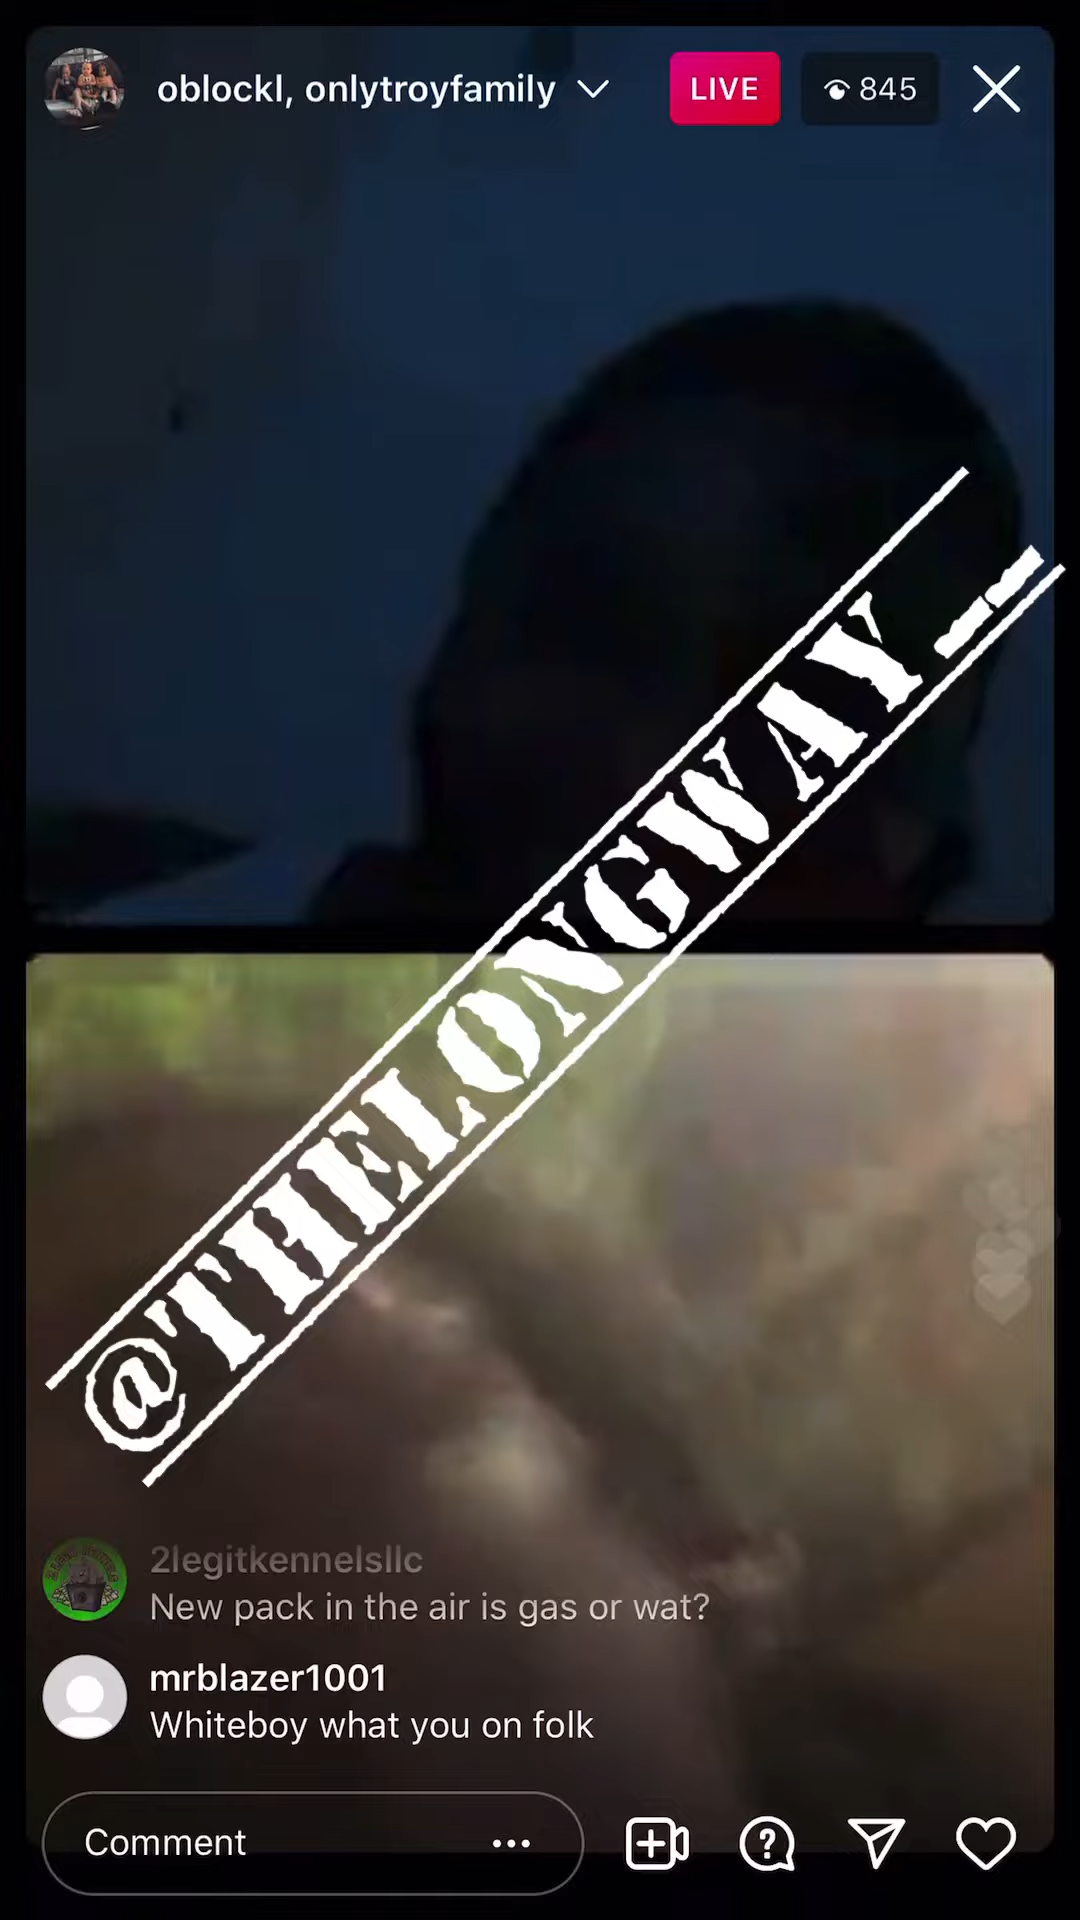 oblockl, onlytroyfamily
LIVE
845
@THELONGWAY__
2legitkennelsllc
New pack in the air is gas or wat?
mrblazer1001
Whiteboy what you on folk
Comment